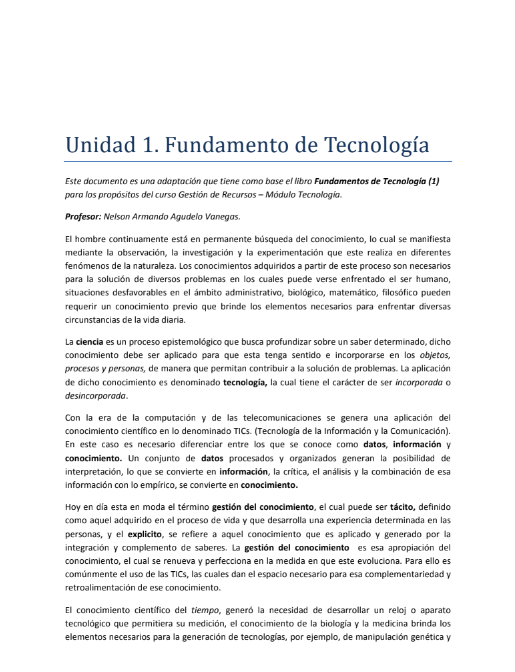 Unidad 1. Fundamento de Tecnología
Este documento es una adaptación que tiene como base el libro Fundamentos de Tecnología (1)
para los propósitos del curso Gestión de Recursos – Módulo Tecnología.
Profesor: Nelson Armando Agudelo Vanegas.
El hombre continuamente está en permanente búsqueda del conocimiento, lo cual se manifiesta
mediante la observación, la investigación y la experimentación que este realiza en diferentes
fenómenos de la naturaleza. Los conocimientos adquiridos a partir de este proceso son necesarios
para la solución de diversos problemas en los cuales puede verse enfrentado el ser humano,
situaciones desfavorables en el ámbito administrativo, biológico, matemático, filosófico pueden
requerir un conocimiento previo que brinde los elementos necesarios para enfrentar diversas
circunstancias de la vida diaria.
La ciencia es un proceso epistemológico que busca profundizar sobre un saber determinado, dicho
conocimiento debe ser aplicado para que esta tenga sentido e incorporarse en los objetos,
procesos y personas, de manera que permitan contribuir a la solución de problemas. La aplicación
de dicho conocimiento es denominado tecnología, la cual tiene el carácter de ser incorporada o
desincorporada.
Con la era de la computación y de las telecomunicaciones se genera una aplicación del
conocimiento científico en lo denominado TICs. (Tecnología de la Información y la Comunicación).
En este caso es necesario diferenciar entre los que se conoce como datos, información y
conocimiento. Un conjunto de datos procesados y organizados generan la posibilidad de
interpretación, lo que se convierte en información, la crítica, el análisis y la combinación de esa
información con lo empírico, se convierte en conocimiento.
Hoy en día esta en moda el término gestión del conocimiento, el cual puede ser tácito, definido
como aquel adquirido en el proceso de vida y que desarrolla una experiencia determinada en las
personas, y el explicito, se refiere a aquel conocimiento que es aplicado y generado por la
integración y complemento de saberes. La gestión del conocimiento es esa apropiación del
conocimiento, el cual se renueva y perfecciona en la medida en que este evoluciona. Para ello es
comúnmente el uso de las TICs, las cuales dan el espacio necesario para esa complementariedad y
retroalimentación de ese conocimiento.
El conocimiento científico del tiempo, generó la necesidad de desarrollar un reloj o aparato
tecnológico que permitiera su medición, el conocimiento de la biología y la medicina brinda los
elementos necesarios para la generación de tecnologías, por ejemplo, de manipulación genética y